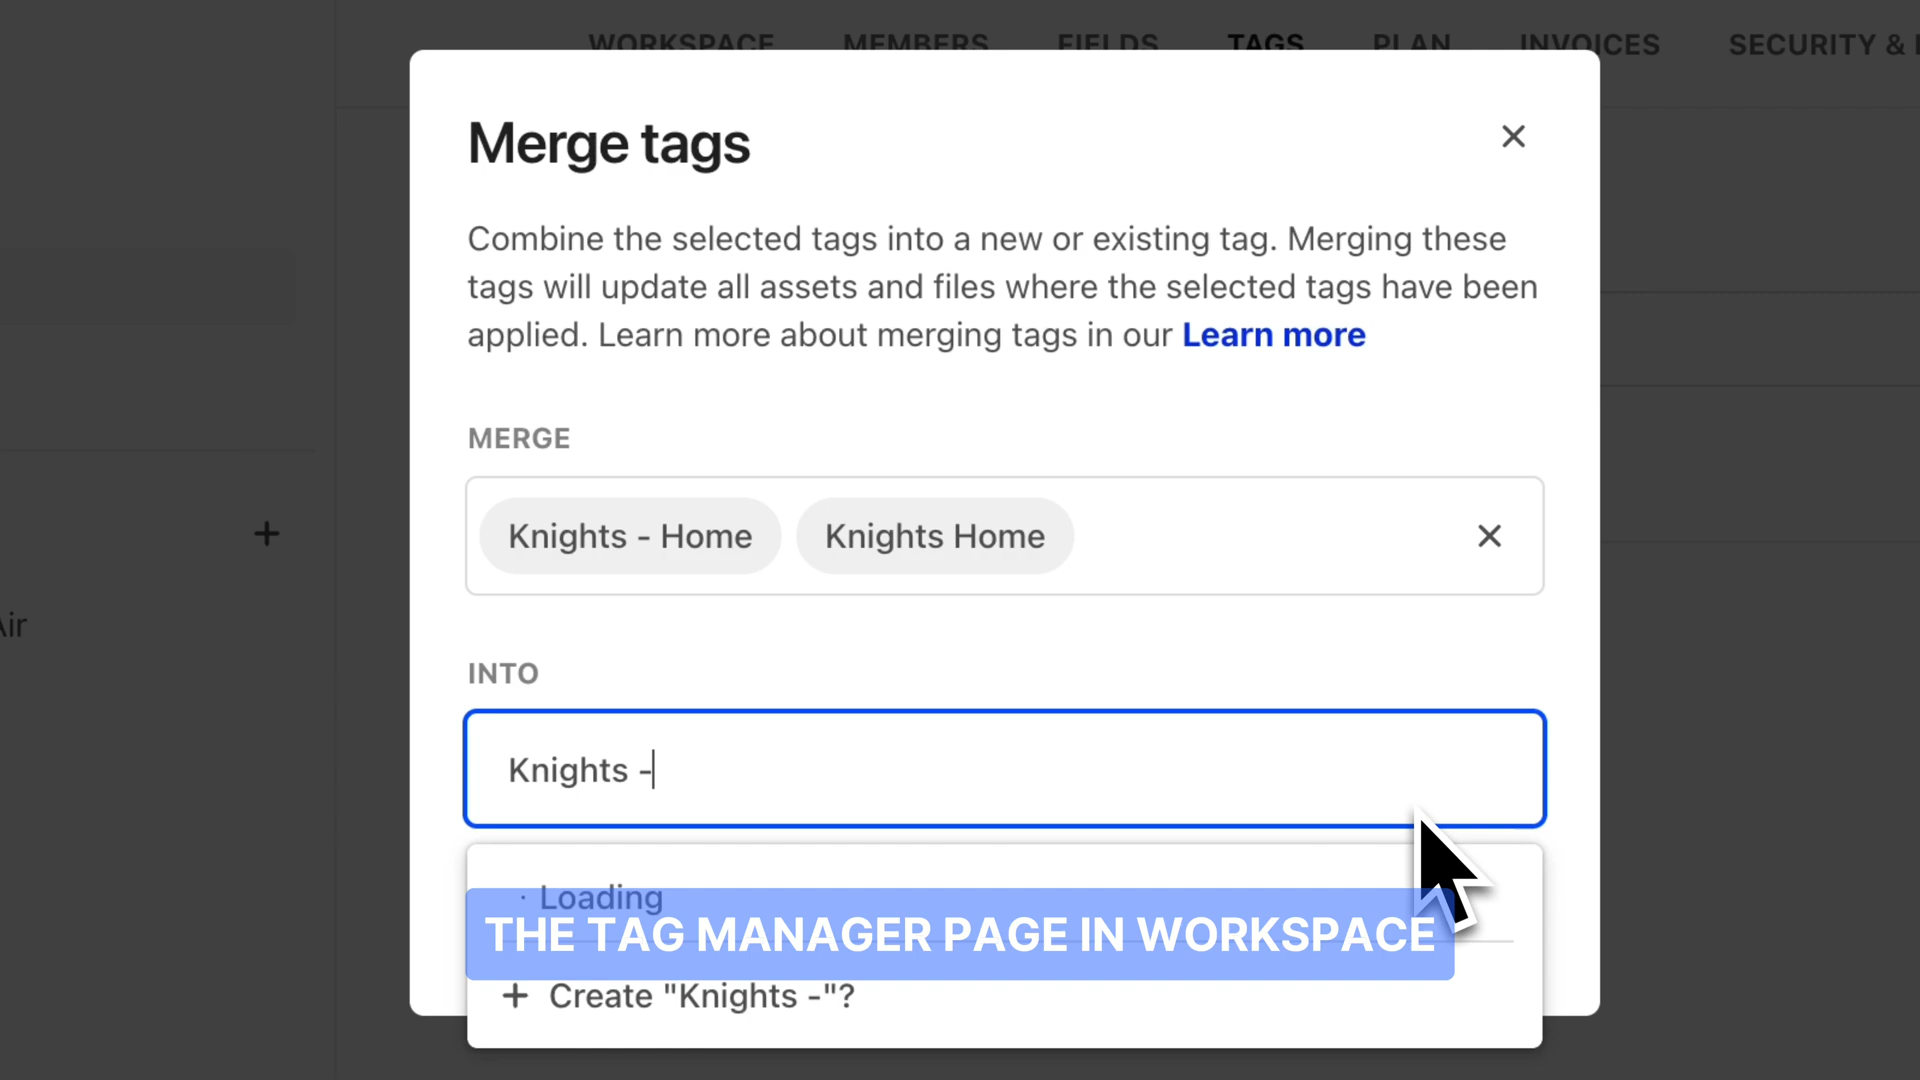 WORKSPACE MEMBERS FIELDS TAGS PLAN INVOICES SECURITY &
Merge tags
Combine the selected tags into a new or existing tag. Merging these
tags will update all assets and files where the selected tags have been
applied. Learn more about merging tags in our Learn more
MERGE
Knights - Home Knights Home
INTO
Air
Knights -
Loading
THE TAG MANAGER PAGE IN WORKSPACE
+ Create "Knights -"?